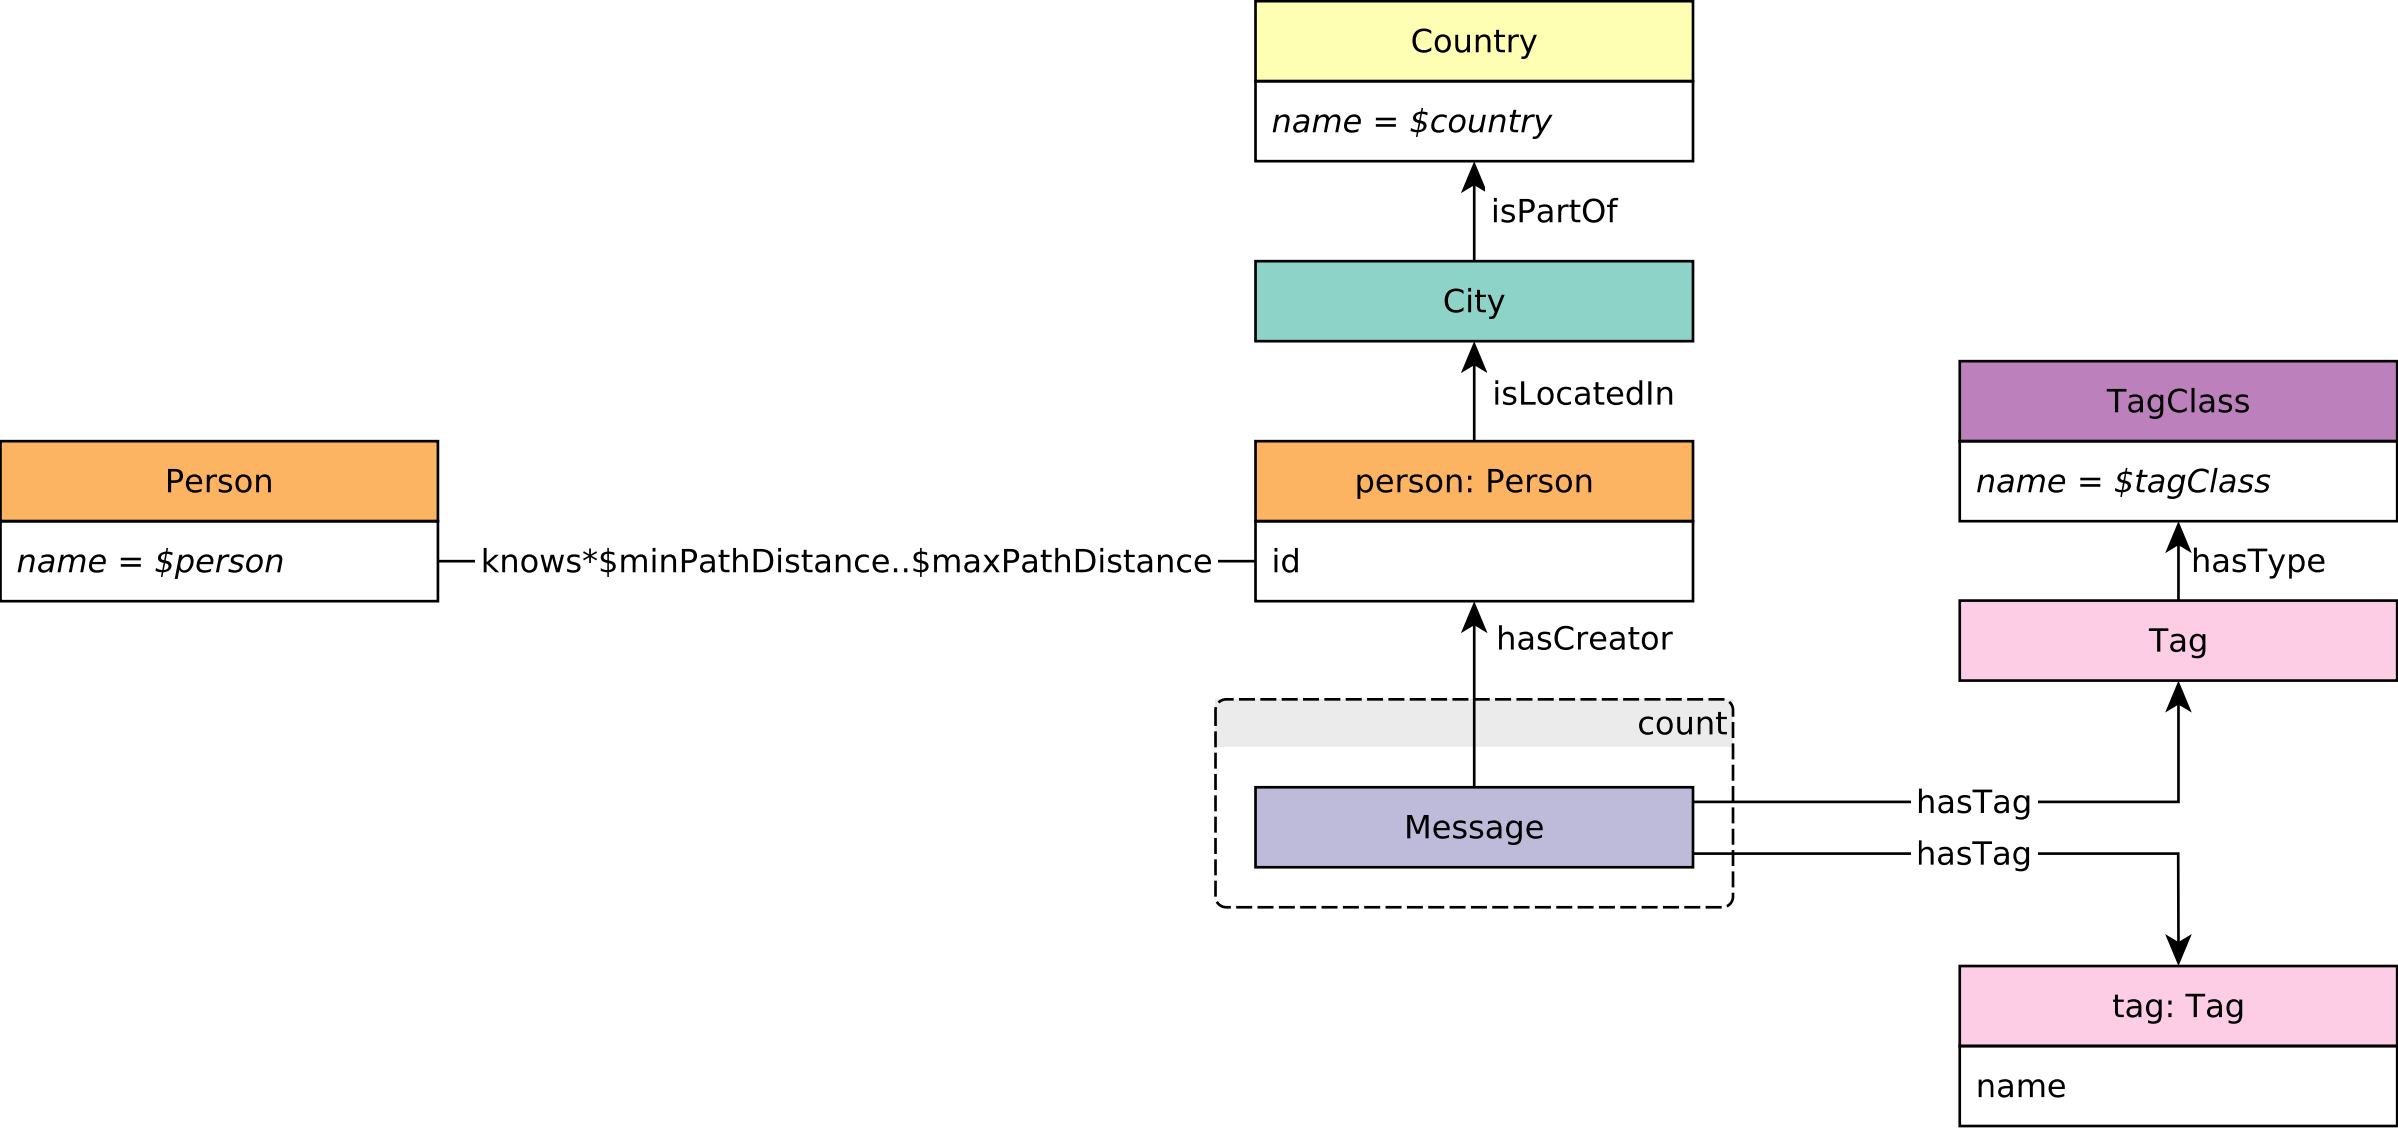 Country
name = $country
isPartOf
City
isLocatedIn
Person
name = $person
knows*$minPathDistance..$maxPathDistance
person: Person
id
TagClass
name = $tagClass
hasType
Tag
hasCreator
count
Message
hasTag
hasTag
tag: Tag
name